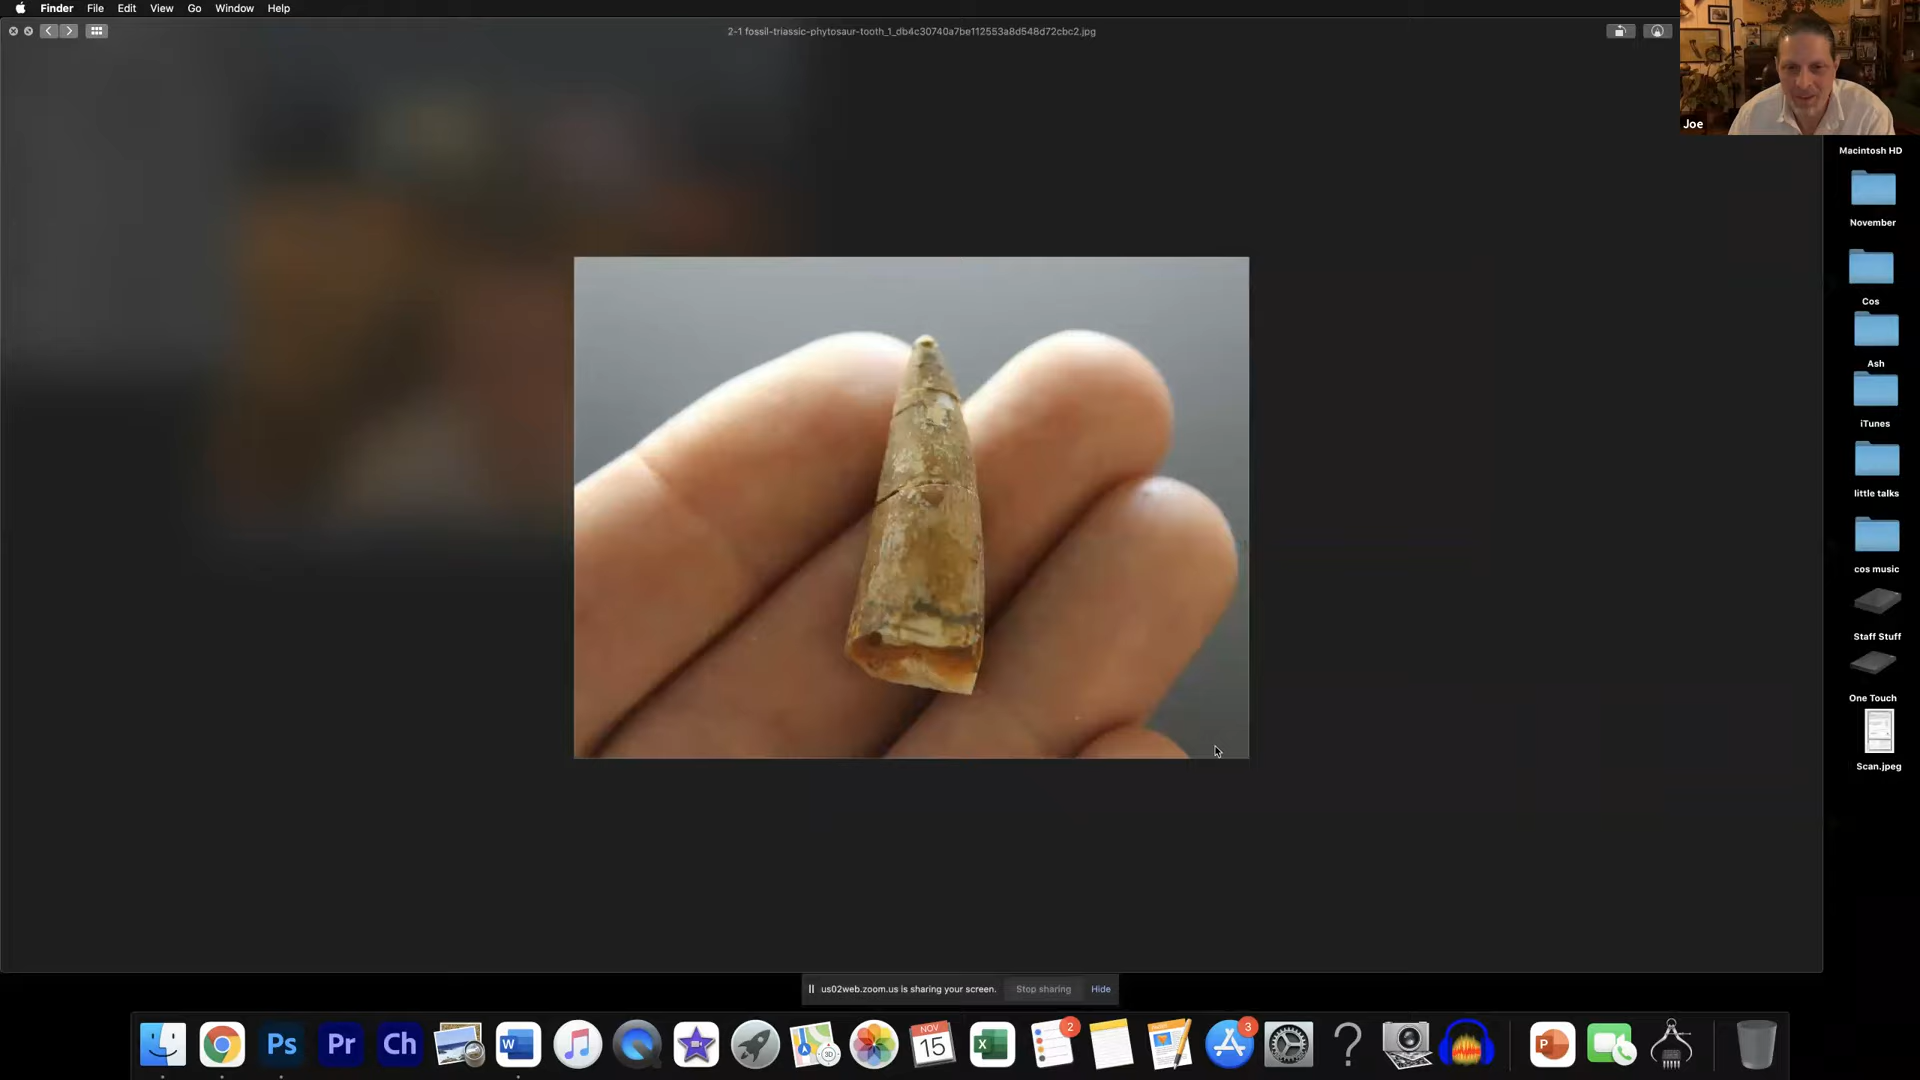 Finder File Edit View Go Window Help
2-1 fossil-triassic-phytosaur-tooth_1_db4c30740a7be112553a8d548d72cbc2.jpg
Joe
Macintosh HD
November
Cos
Ash
iTunes
little talks
cos music
Staff Stuff
One Touch
Scan.jpeg
us02web.zoom.us is sharing your screen. Stop sharing Hide
Ps Pr Ch W 3D NOV 15 X 2 3 ? P